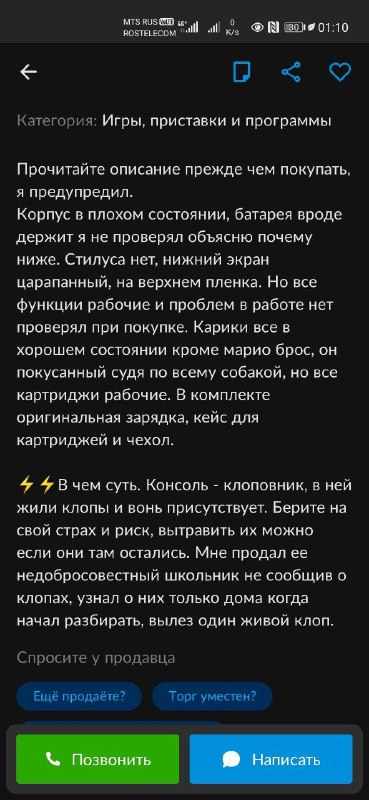 MTS RUS VoLTE 4G
ROSTELECOM
0
K/s
80
01:10
Категория: Игры, приставки и программы
Прочитайте описание прежде чем покупать,
я предупредил.
Корпус в плохом состоянии, батарея вроде
держит я не проверял объясню почему
ниже. Стилуса нет, нижний экран
царапанный, на верхнем пленка. Но все
функции рабочие и проблем в работе нет
проверял при покупке. Карики все в
хорошем состоянии кроме марио брос, он
покусанный судя по всему собакой, но все
картриджи рабочие. В комплекте
оригинальная зарядка, кейс для
картриджей и чехол.
⚡⚡В чем суть. Консоль - клоповник, в ней
жили клопы и вонь присутствует. Берите на
свой страх и риск, вытравить их можно
если они там остались. Мне продал ее
недобросовестный школьник не сообщив о
клопах, узнал о них только дома когда
начал разбирать, вылез один живой клоп.
Спросите у продавца
Ещё продаёте?
Торг уместен?
Позвонить
Написать